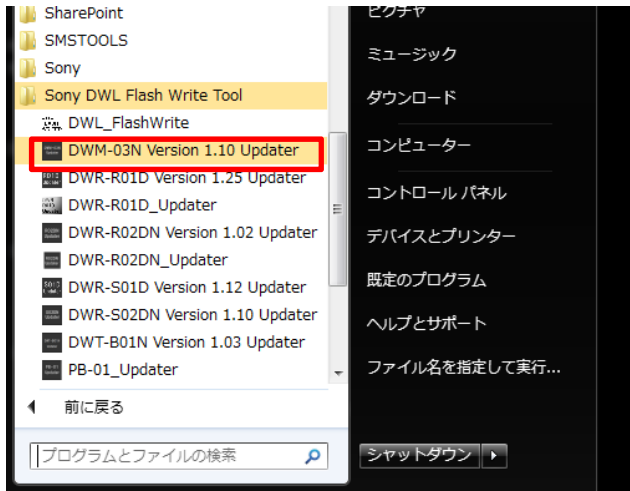 SharePoint
SMSTOOLS
Sony
Sony DWL Flash Write Tool
DWL_FlashWrite
DWM-03N Version 1.10 Updater
DWR-R01D Version 1.25 Updater
DWR-R01D_Updater
DWR-R02DN Version 1.02 Updater
DWR-R02DN_Updater
DWR-S01D Version 1.12 Updater
DWR-S02DN Version 1.10 Updater
DWT-B01N Version 1.03 Updater
PB-01_Updater
前に戻る
プログラムとファイルの検索
ピクチャ
ミュージック
ダウンロード
コンピューター
コントロール パネル
デバイスとプリンター
既定のプログラム
ヘルプとサポート
ファイル名を指定して実行...
シャットダウン